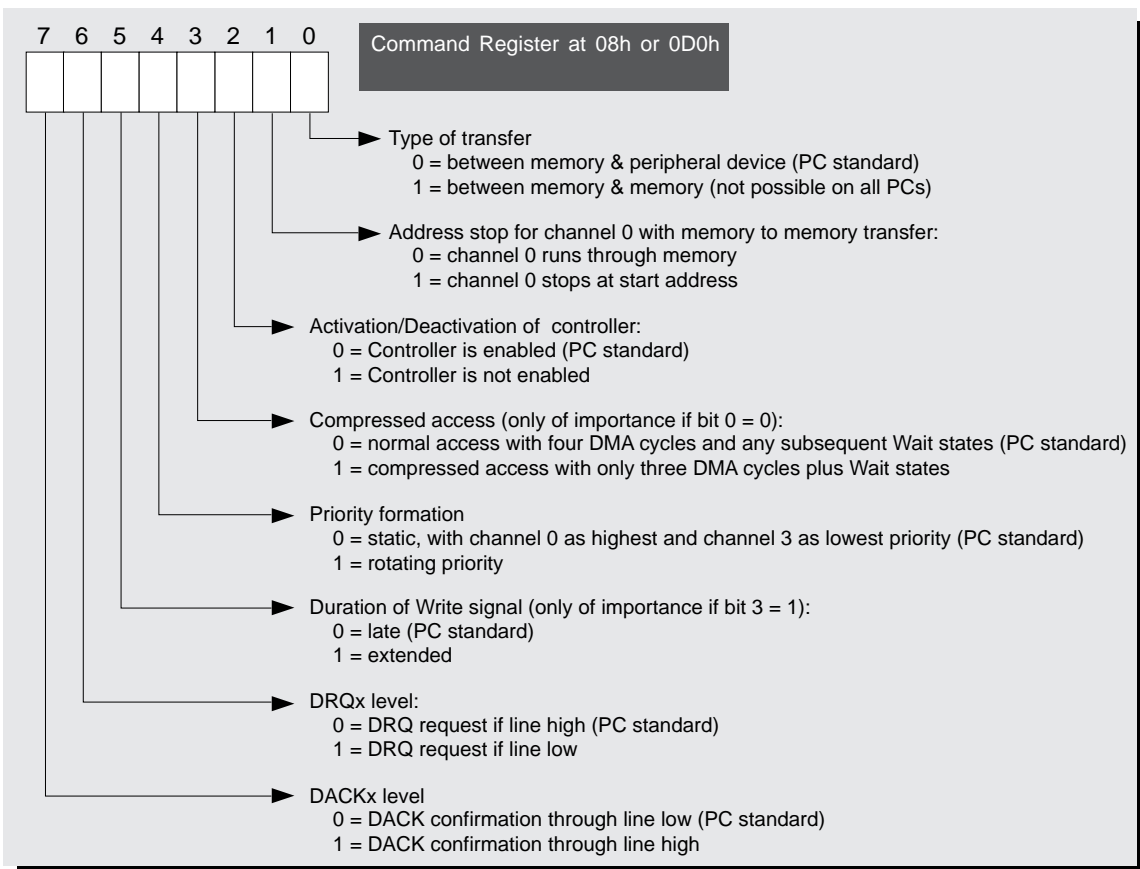 7 6 5 4 3 2 1 0
Command Register at 08h or 0D0h
Type of transfer
0 = between memory & peripheral device (PC standard)
1 = between memory & memory (not possible on all PCs)
Address stop for channel 0 with memory to memory transfer:
0 = channel 0 runs through memory
1 = channel 0 stops at start address
Activation/Deactivation of controller:
0 = Controller is enabled (PC standard)
1 = Controller is not enabled
Compressed access (only of importance if bit 0 = 0):
0 = normal access with four DMA cycles and any subsequent Wait states (PC standard)
1 = compressed access with only three DMA cycles plus Wait states
Priority formation
0 = static, with channel 0 as highest and channel 3 as lowest priority (PC standard)
1 = rotating priority
Duration of Write signal (only of importance if bit 3 = 1):
0 = late (PC standard)
1 = extended
DRQx level:
0 = DRQ request if line high (PC standard)
1 = DRQ request if line low
DACKx level
0 = DACK confirmation through line low (PC standard)
1 = DACK confirmation through line high